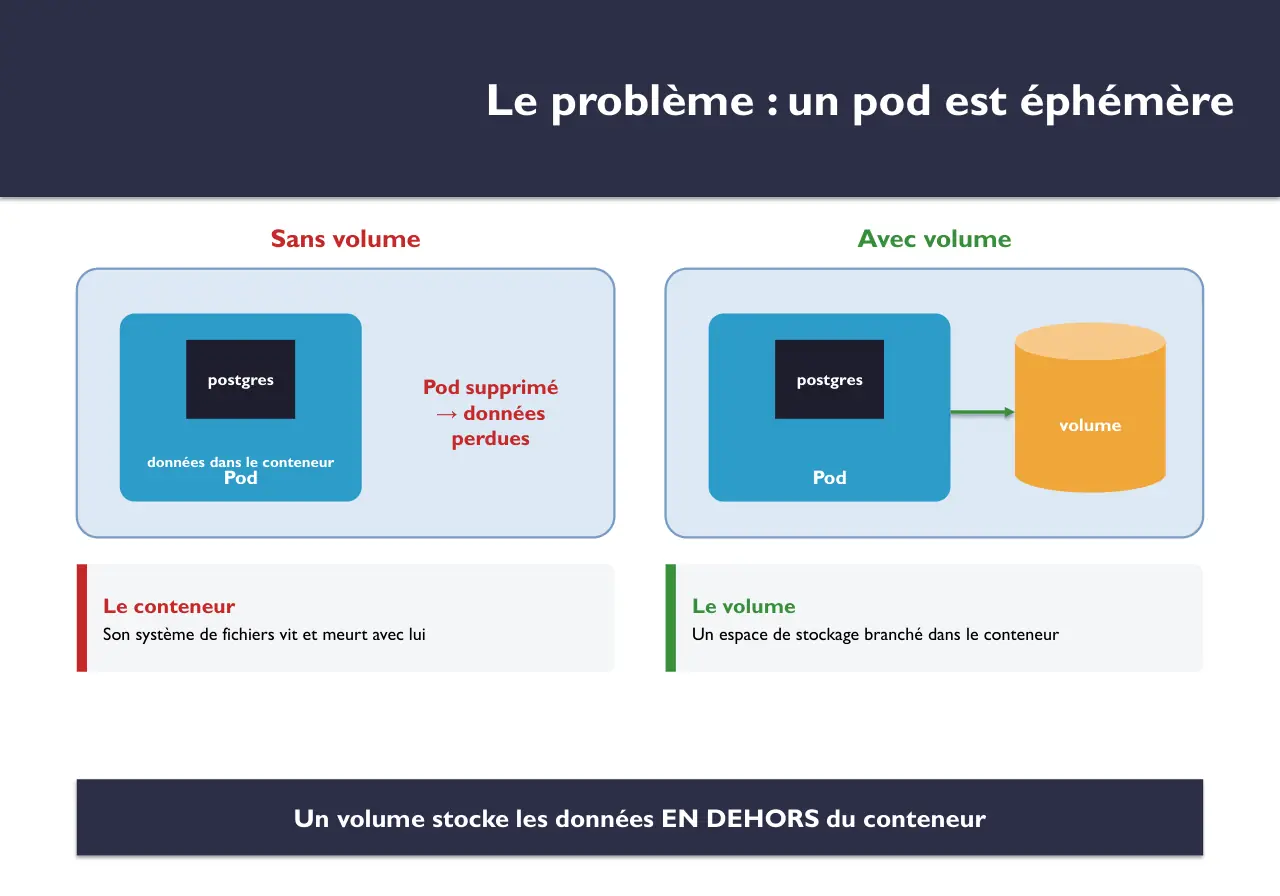 Le problème : un pod est éphémère
Sans volume
postgres
données dans le conteneur
Pod
Pod supprimé
→ données
perdues
Avec volume
postgres
Pod
volume
Le conteneur
Son système de fichiers vit et meurt avec lui
Le volume
Un espace de stockage branché dans le conteneur
Un volume stocke les données EN DEHORS du conteneur